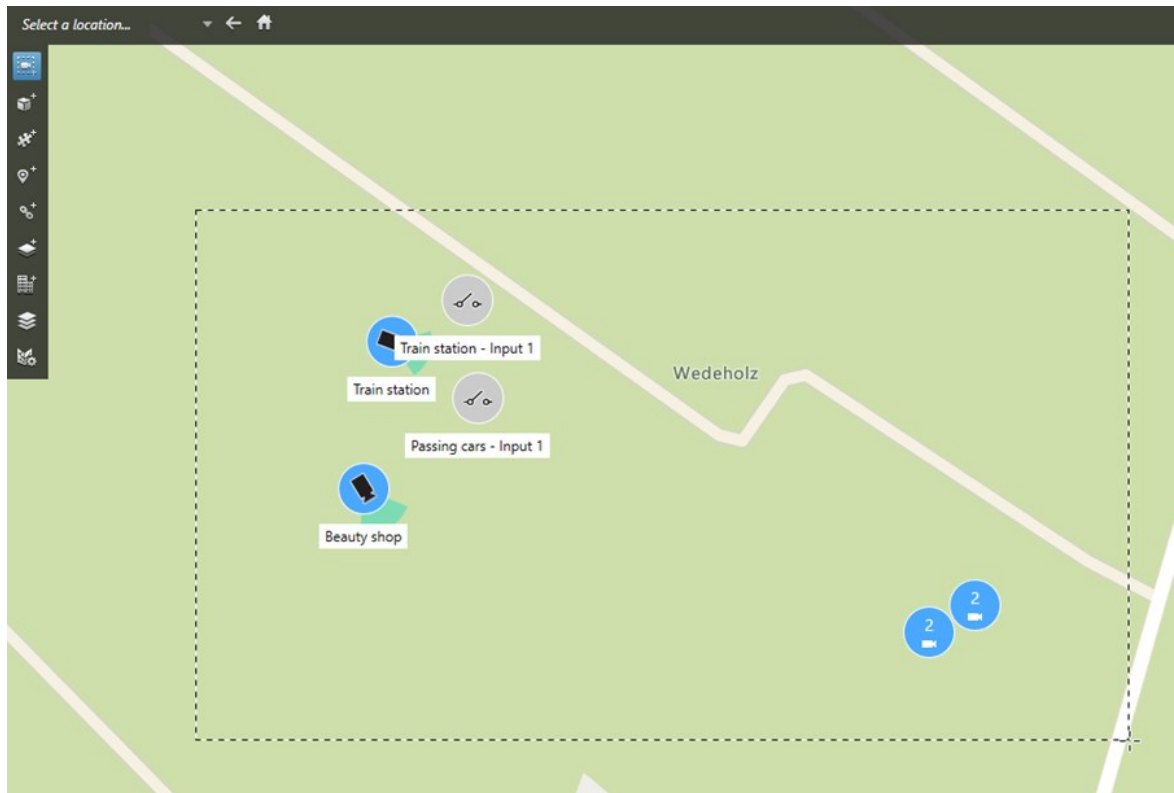 Select a location...
Train station - Input 1
Wedeholz
Train station
Passing cars - Input 1
Beauty shop
2
2